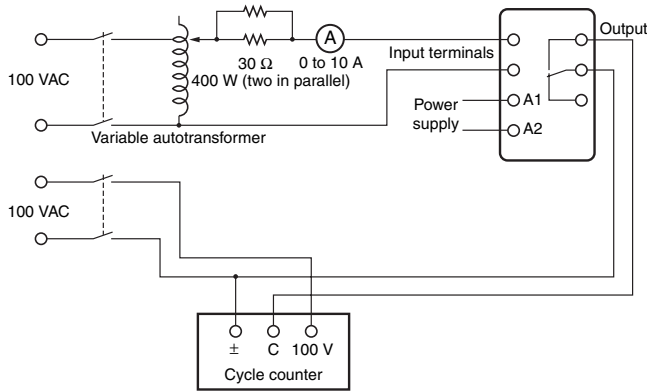 Output
A
Input terminals
100 VAC
30 Ω
0 to 10 A
400 W (two in parallel)
Power
supply
A1
A2
Variable autotransformer
100 VAC
± C 100 V
Cycle counter